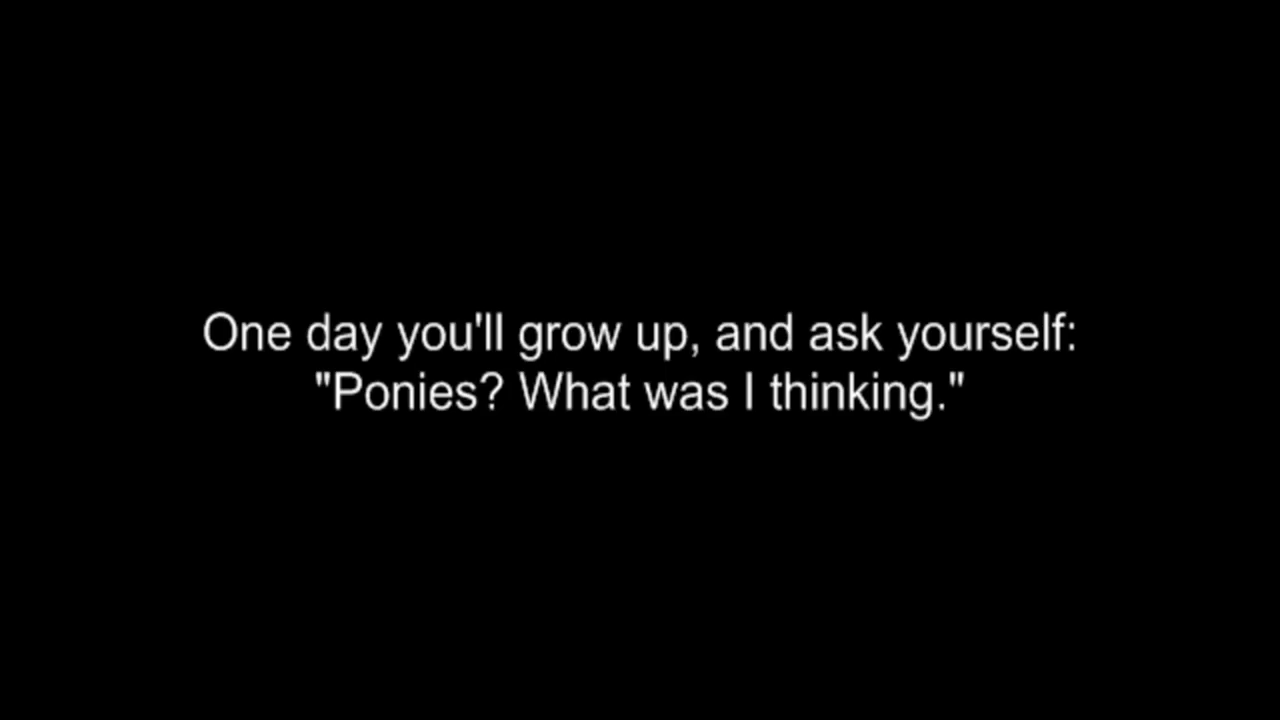 One day you'll grow up, and ask yourself:
"Ponies? What was I thinking."